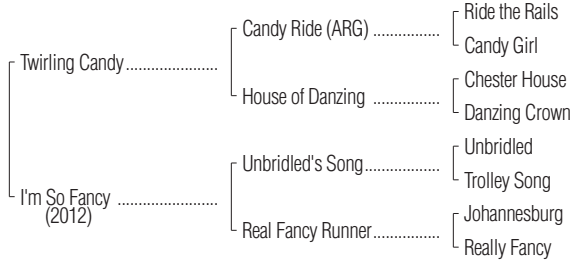 Ride the Rails
Candy Ride (ARG) ................
Candy Girl
Twirling Candy ......................
Chester House
House of Danzing ................
Danzing Crown
Unbridled
Unbridled's Song ..................
Trolley Song
I'm So Fancy ........................
(2012)
Johannesburg
Real Fancy Runner ................
Really Fancy